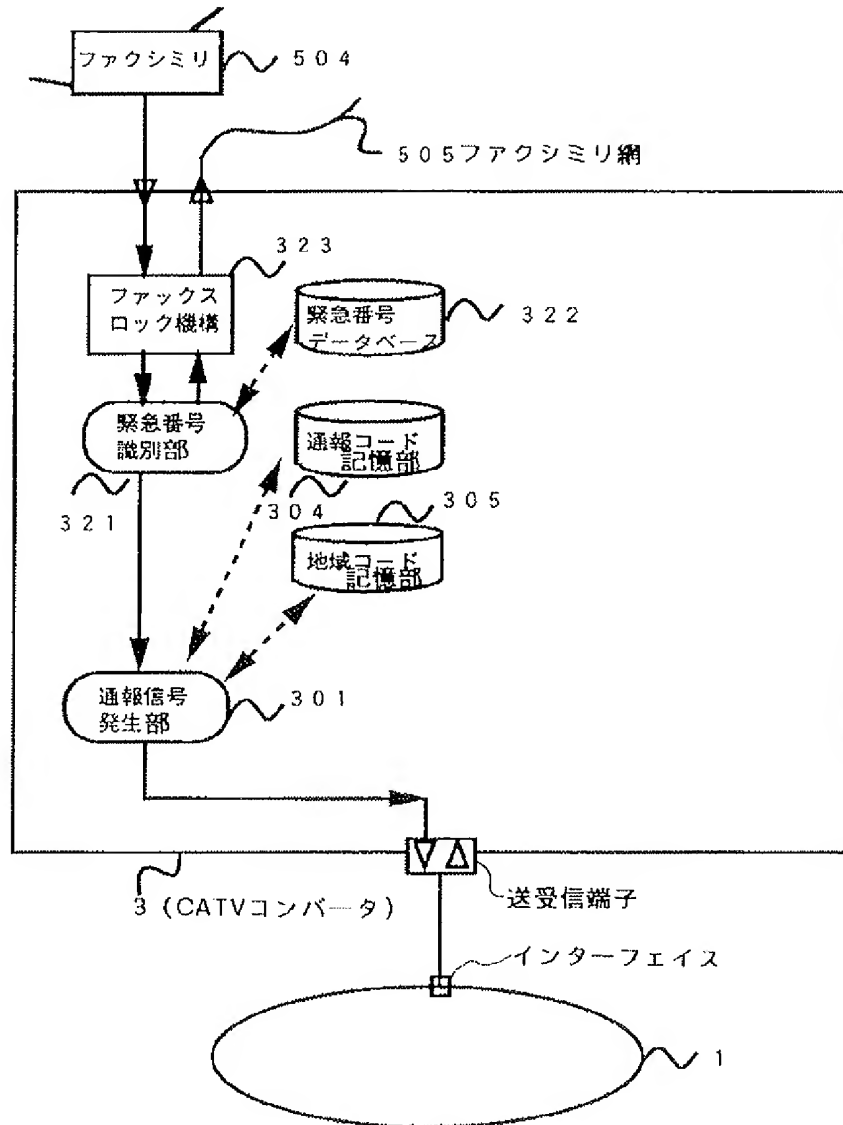 ファクシミリ
504
505ファクシミリ網
323
ファックス
ロック機構
緊急番号
データベース
322
緊急番号
識別部
321
通報コード
記憶部
304
305
地域コード
記憶部
通報信号
発生部
301
3(CATVコンバータ)
送受信端子
インターフェイス
1